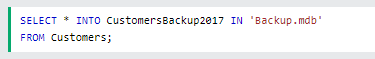 SELECT * INTO CustomersBackup2017 IN 'Backup.mdb'
FROM Customers;